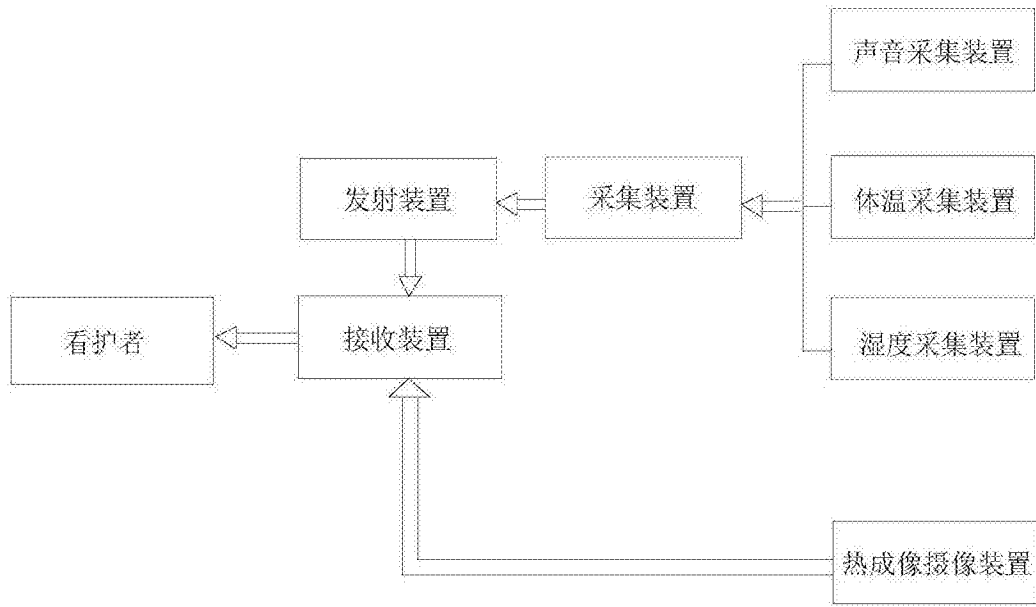 声音采集装置
发射装置
采集装置
体温采集装置
看护者
接收装置
湿度采集装置
热成像摄像装置